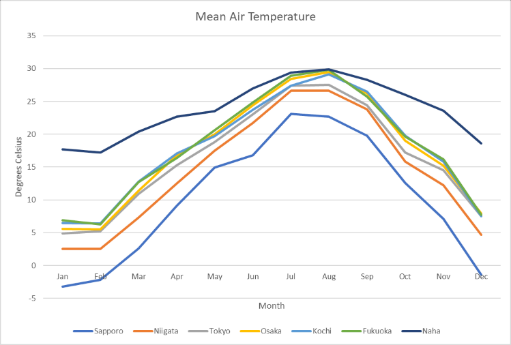 Mean Air Temperature
35
30
25
20
15
10
5
0
-5
Degrees Celsius
Jan Feb Mar Apr May Jun Jul Aug Sep Oct Nov Dec
Month
Sapporo Niigata Tokyo Osaka Kochi Fukuoka Naha